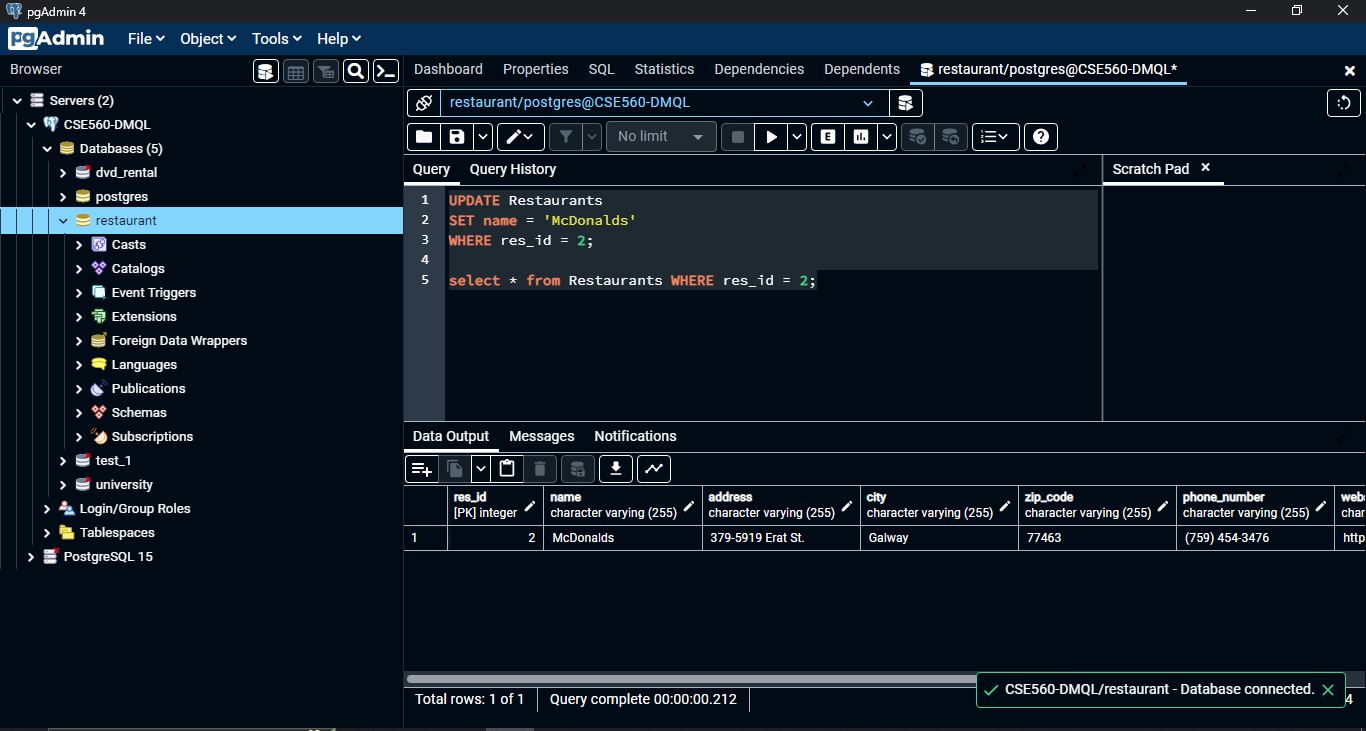 pgAdmin 4
pgAdmin File Object Tools Help
Browser
Servers (2)
CSE560-DMQL
Databases (5)
dvd_rental
postgres
restaurant
Casts
Catalogs
Event Triggers
Extensions
Foreign Data Wrappers
Languages
Publications
Schemas
Subscriptions
test_1
university
Login/Group Roles
Tablespaces
PostgreSQL 15
Dashboard Properties SQL Statistics Dependencies Dependents restaurant/postgres@CSE560-DMQL*
restaurant/postgres@CSE560-DMQL
No limit E
Query Query History
Scratch Pad
1 UPDATE Restaurants
2 SET name = 'McDonalds'
3 WHERE res_id = 2;
4
5 select * from Restaurants WHERE res_id = 2;
Data Output Messages Notifications
res_id name address city zip_code phone_number web
[PK] integer character varying (255) character varying (255) character varying (255) character varying (255) character varying (255) char
1 2 McDonalds 379-5919 Erat St. Galway 77463 (759) 454-3476 http
Total rows: 1 of 1 Query complete 00:00:00.212
CSE560-DMQL/restaurant - Database connected.
4